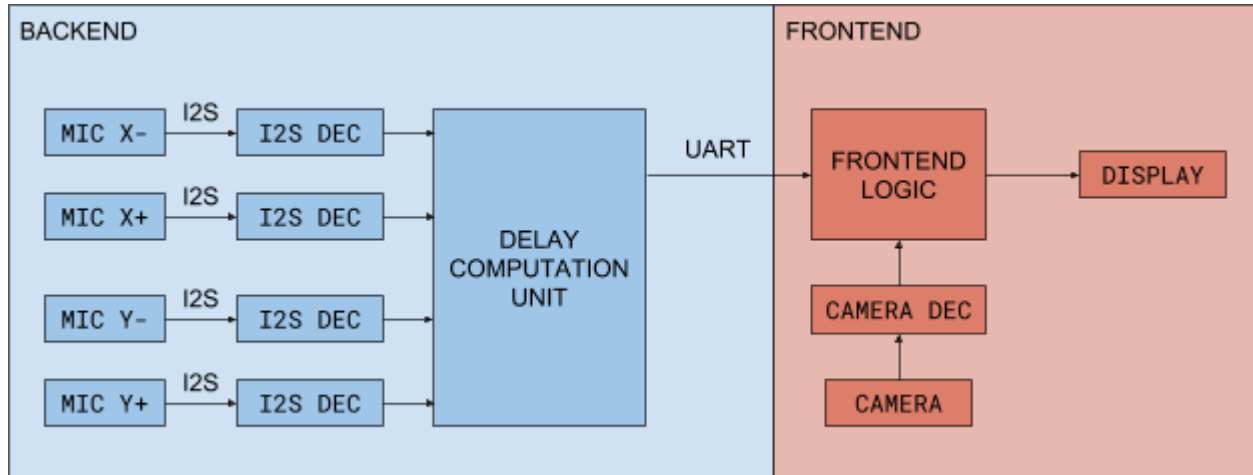 BACKEND
FRONTEND
MIC X-
I2S
I2S DEC
MIC X+
I2S
I2S DEC
MIC Y-
I2S
I2S DEC
MIC Y+
I2S
I2S DEC
DELAY
COMPUTATION
UNIT
UART
FRONTEND
LOGIC
DISPLAY
CAMERA DEC
CAMERA